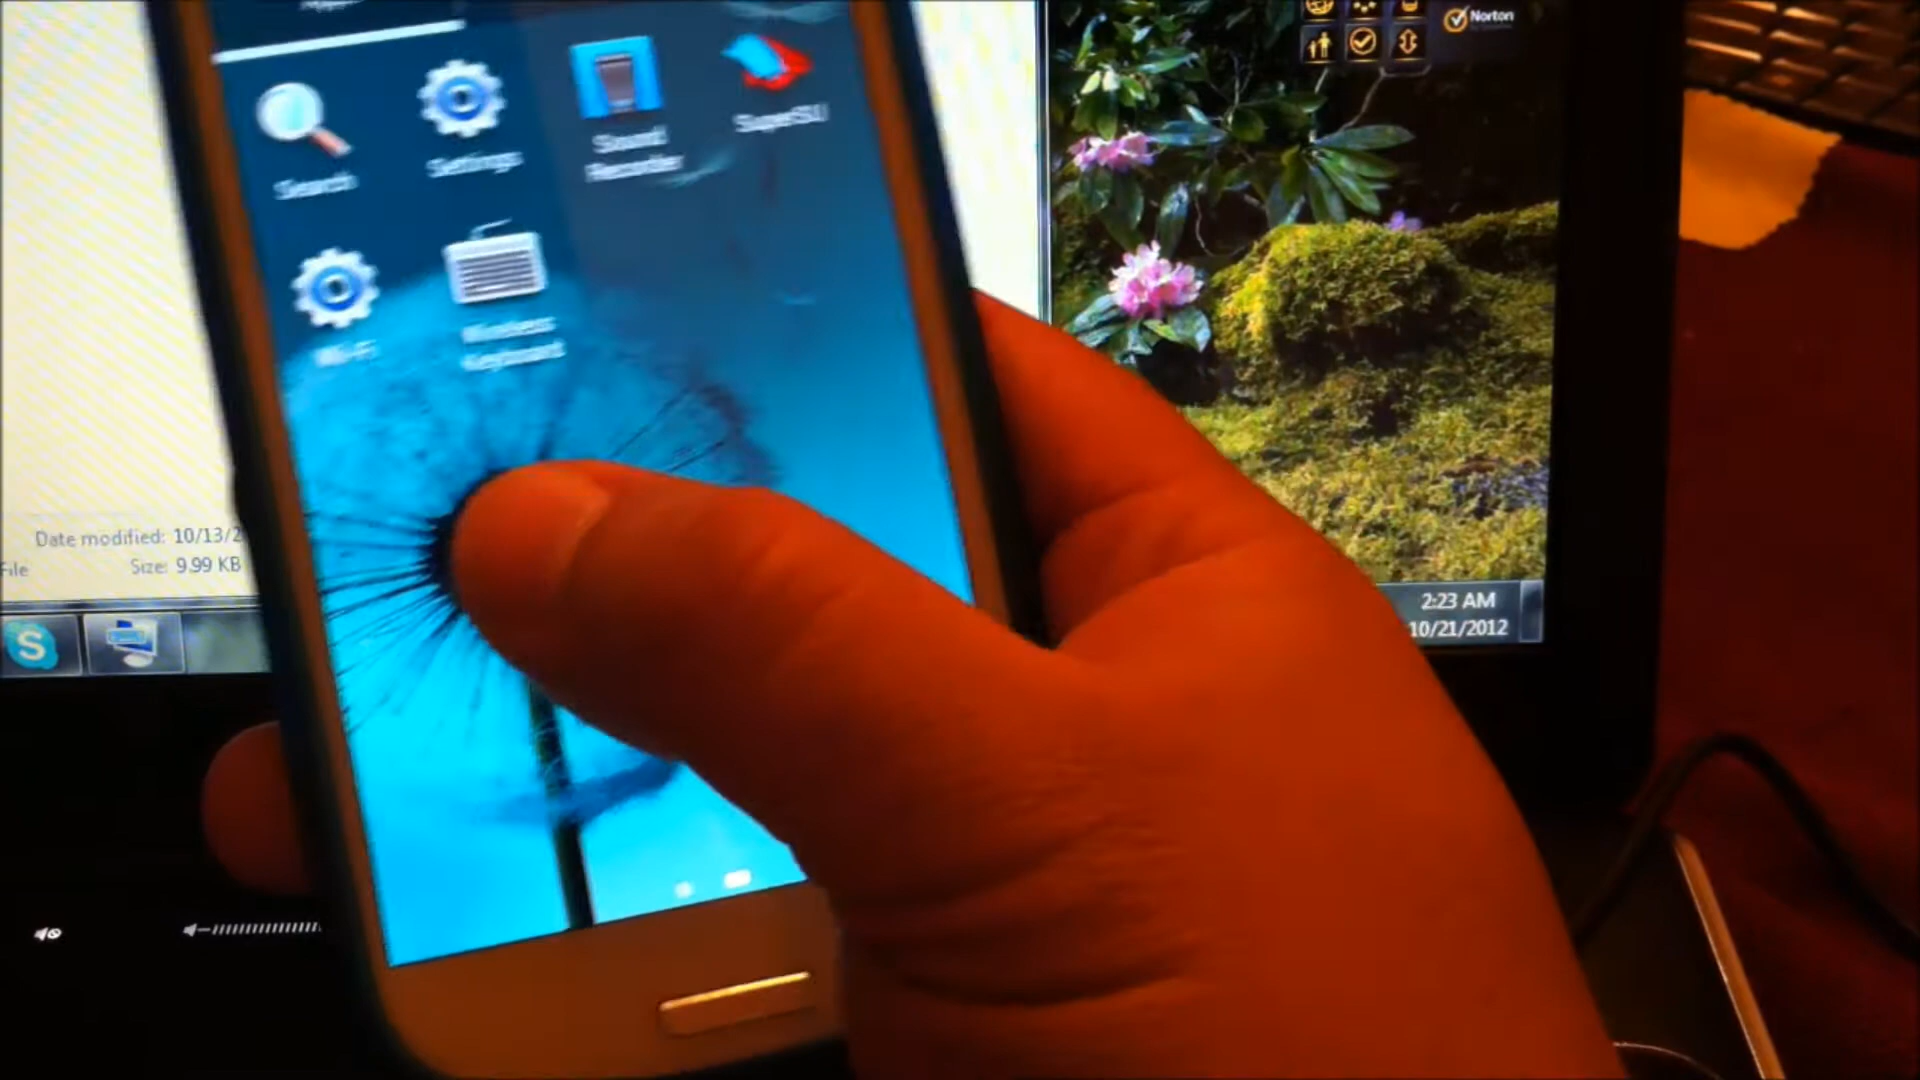 Norton
Search
Settings
Sound
Recorder
SuperSU
Wi-Fi
Wireless
Keyboard
Date modified: 10/13/2
File
Size: 9.99 KB
S
2:23 AM
10/21/2012